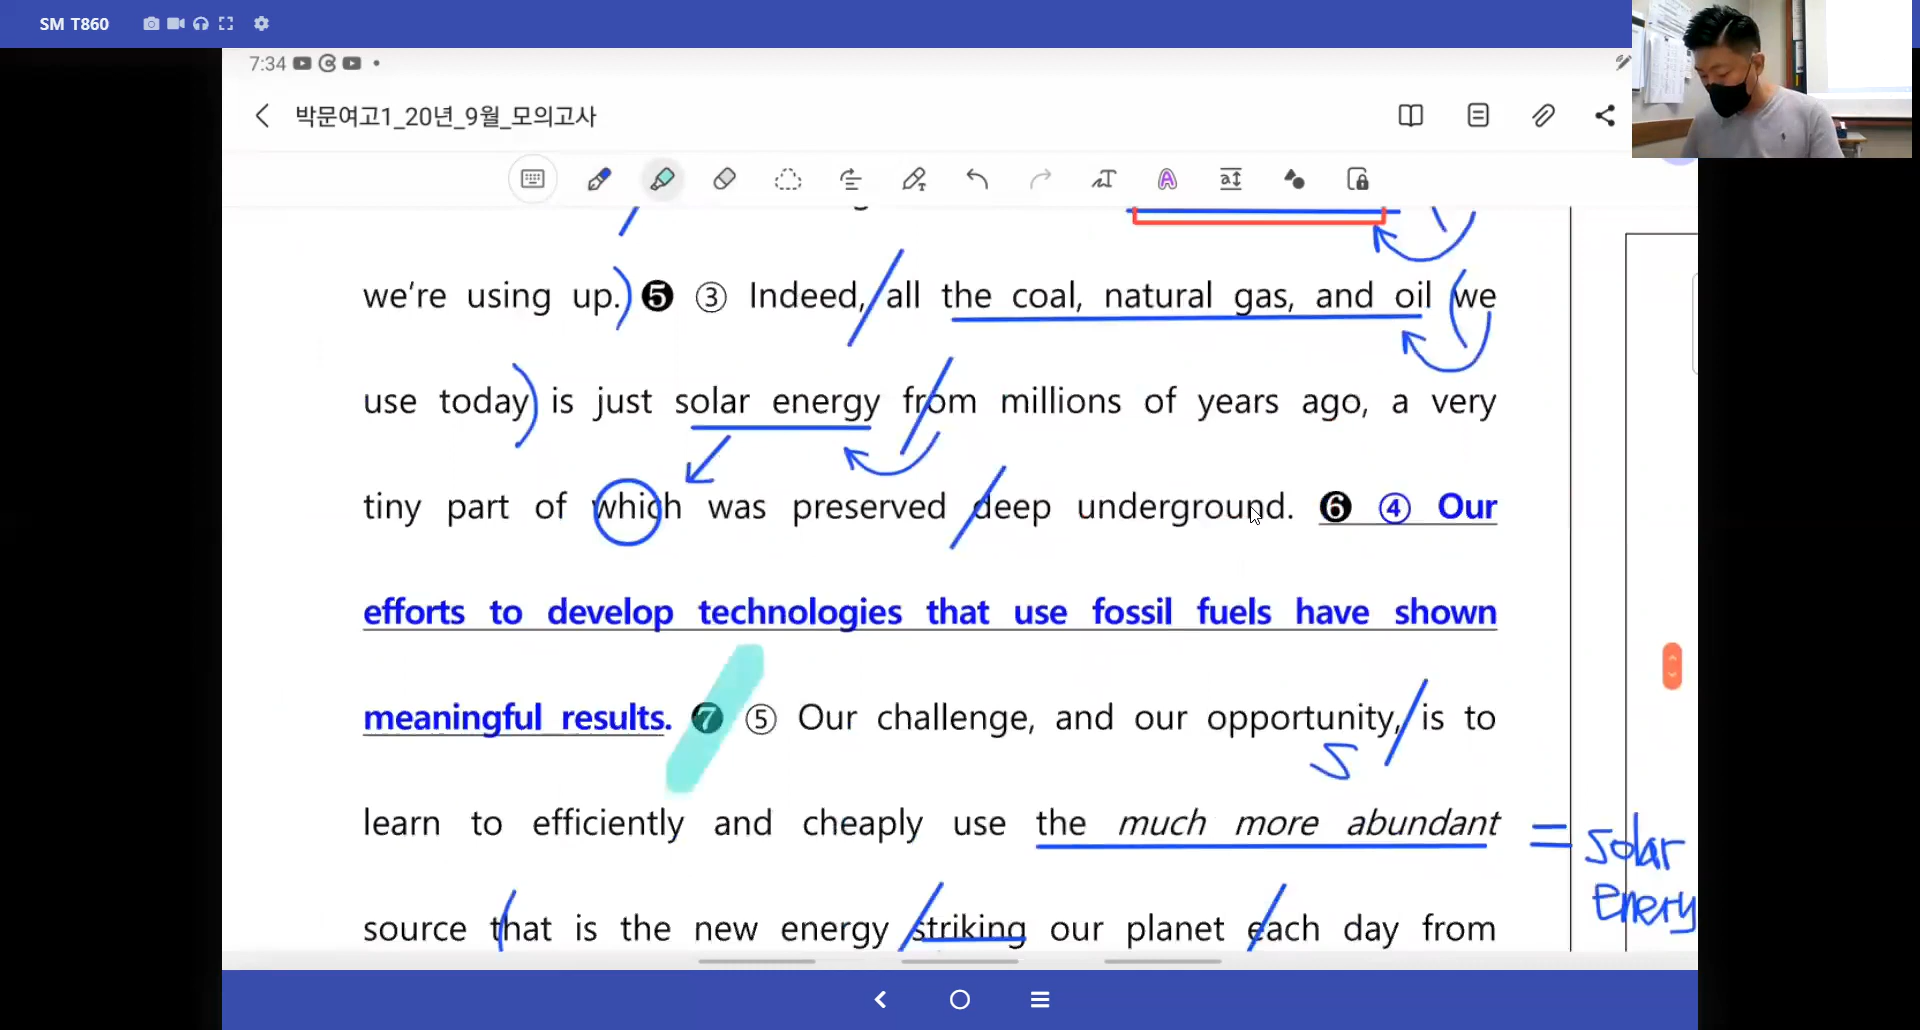 SM T860
7:34
박문여고1_20년_9월_모의고사
we're using up.) ❺ ③ Indeed, all the coal, natural gas, and oil (we
use today) is just solar energy from millions of years ago, a very
tiny part of which was preserved deep underground. ❻ ④ Our
efforts to develop technologies that use fossil fuels have shown
meaningful results. ❼ ⑤ Our challenge, and our opportunity, is to
S
learn to efficiently and cheaply use the much more abundant = Solar
Energy
source (that is the new energy striking our planet each day from